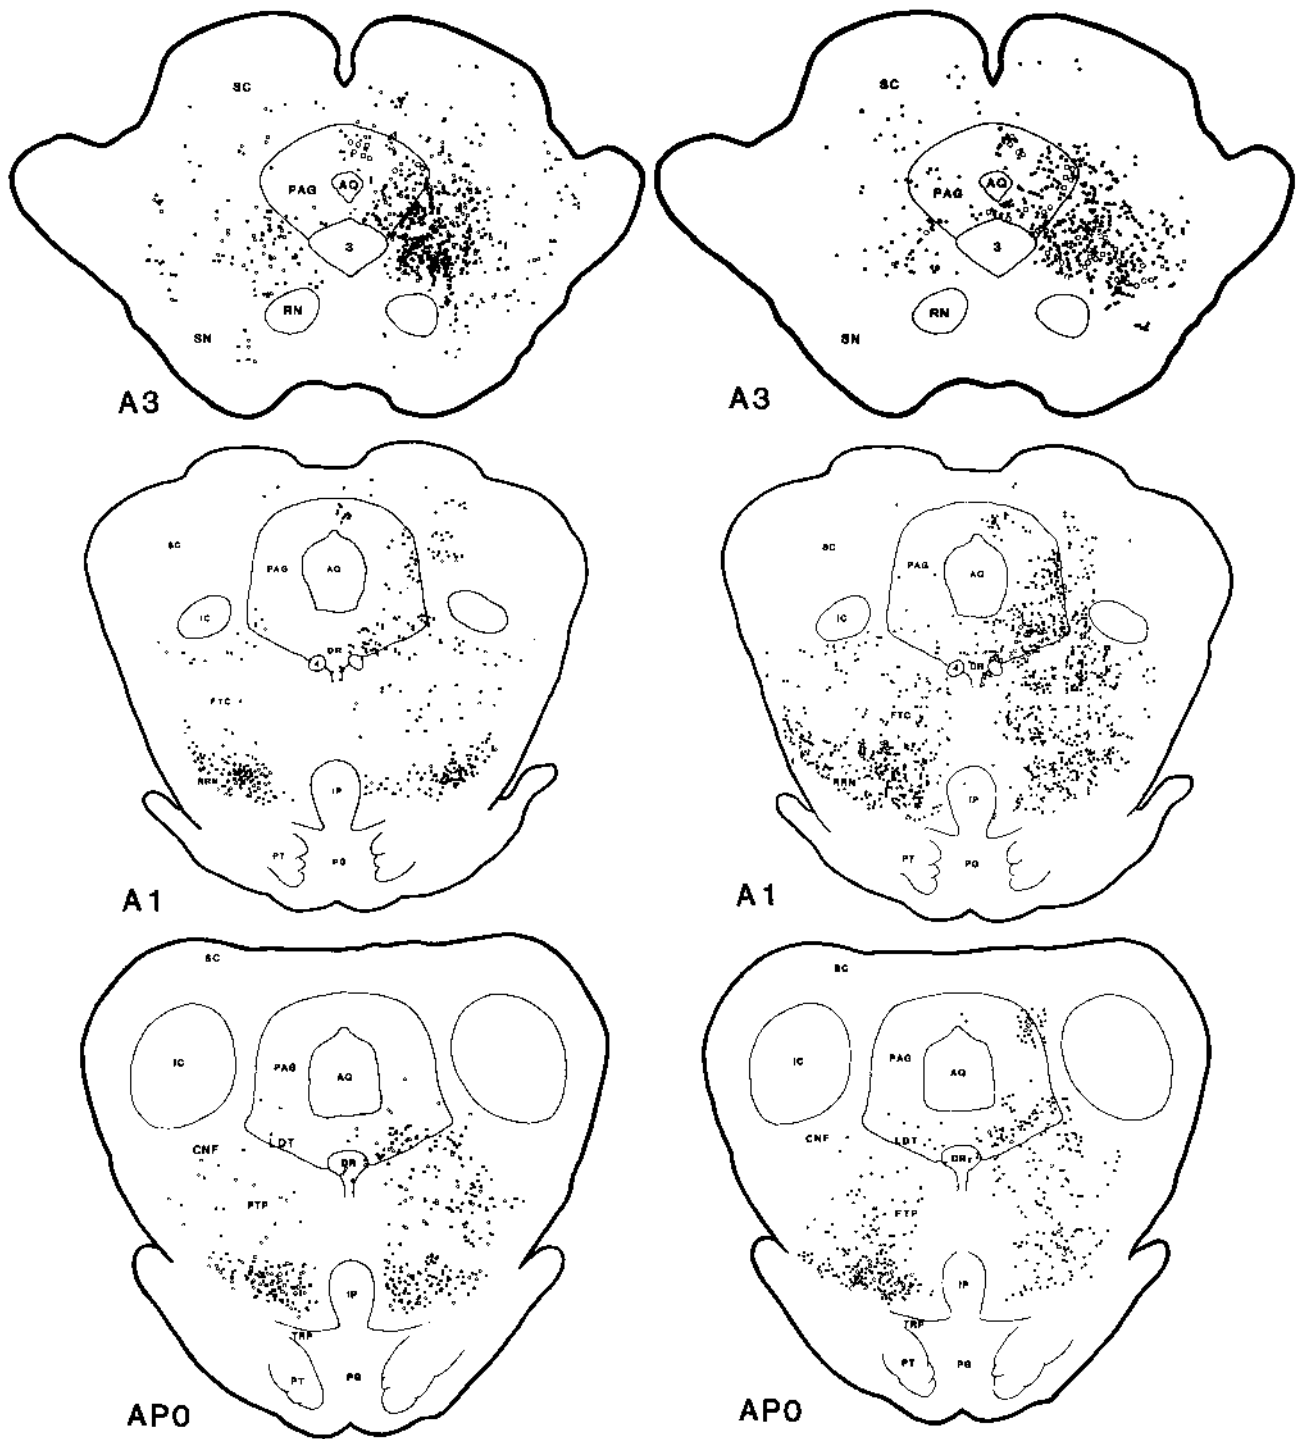 SC
PAG
AQ
3
RN
SN
A3
SC
PAG
AQ
3
RN
SN
A3
SC
PAG
AQ
IC
DR
4
FTC
RRN
IP
PT
PG
A1
SC
PAG
AQ
IC
4
DR
FTC
RRN
IP
PT
PG
A1
SC
IC
PAG
AQ
CNF
LDT
DR
FTP
IP
TRP
PT
PG
AP0
SC
IC
PAG
AQ
CNF
LDT
DR
FTP
IP
TRP
PT
PG
AP0